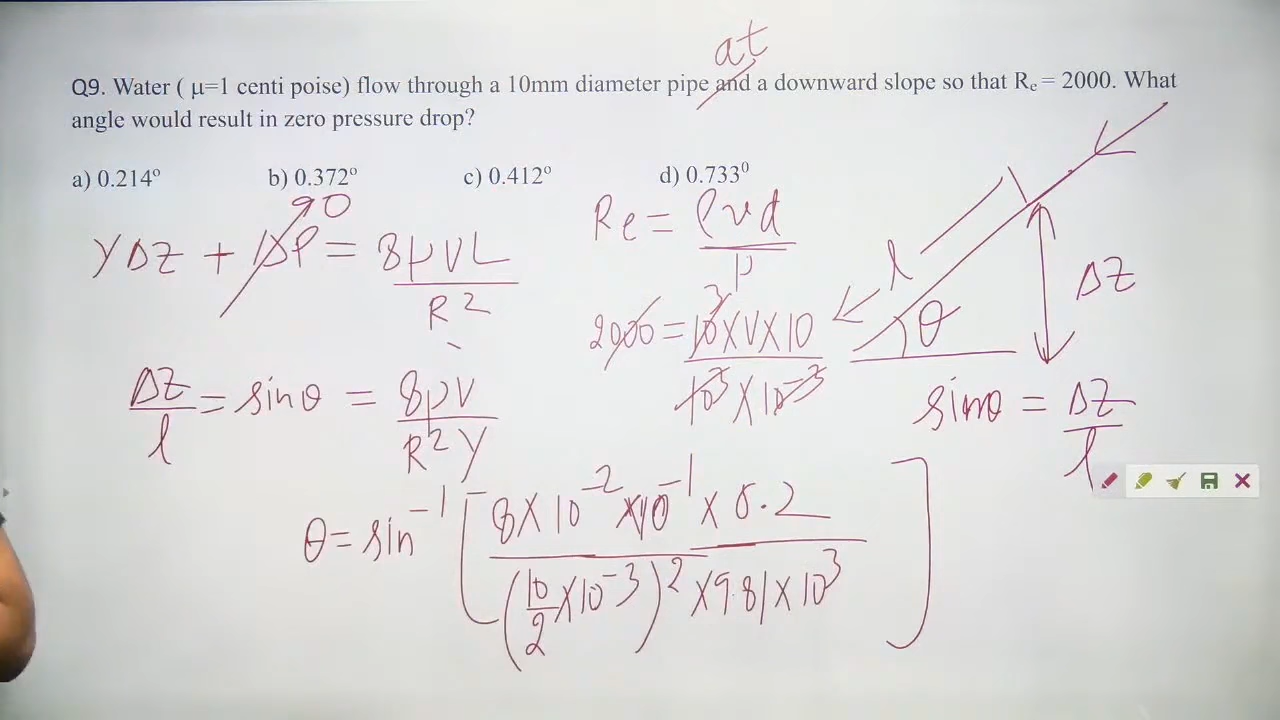 at
Q9. Water ( μ=1 centi poise) flow through a 10mm diameter pipe and a downward slope so that Re = 2000. What
angle would result in zero pressure drop?
a) 0.214° b) 0.372° c) 0.412° d) 0.733⁰
γΔZ + ΔP = 8μVL / R²
Re = ρvd / μ
2000 = 10³×V×10 / 10³×10⁻³
l
θ
ΔZ
ΔZ / l = sinθ = 8μV / R²γ
sinθ = ΔZ / l
θ = sin⁻¹ [ 8×10⁻²×10⁻¹×0.2 / (10/2 ×10⁻³)² ×9.81×10³ ]